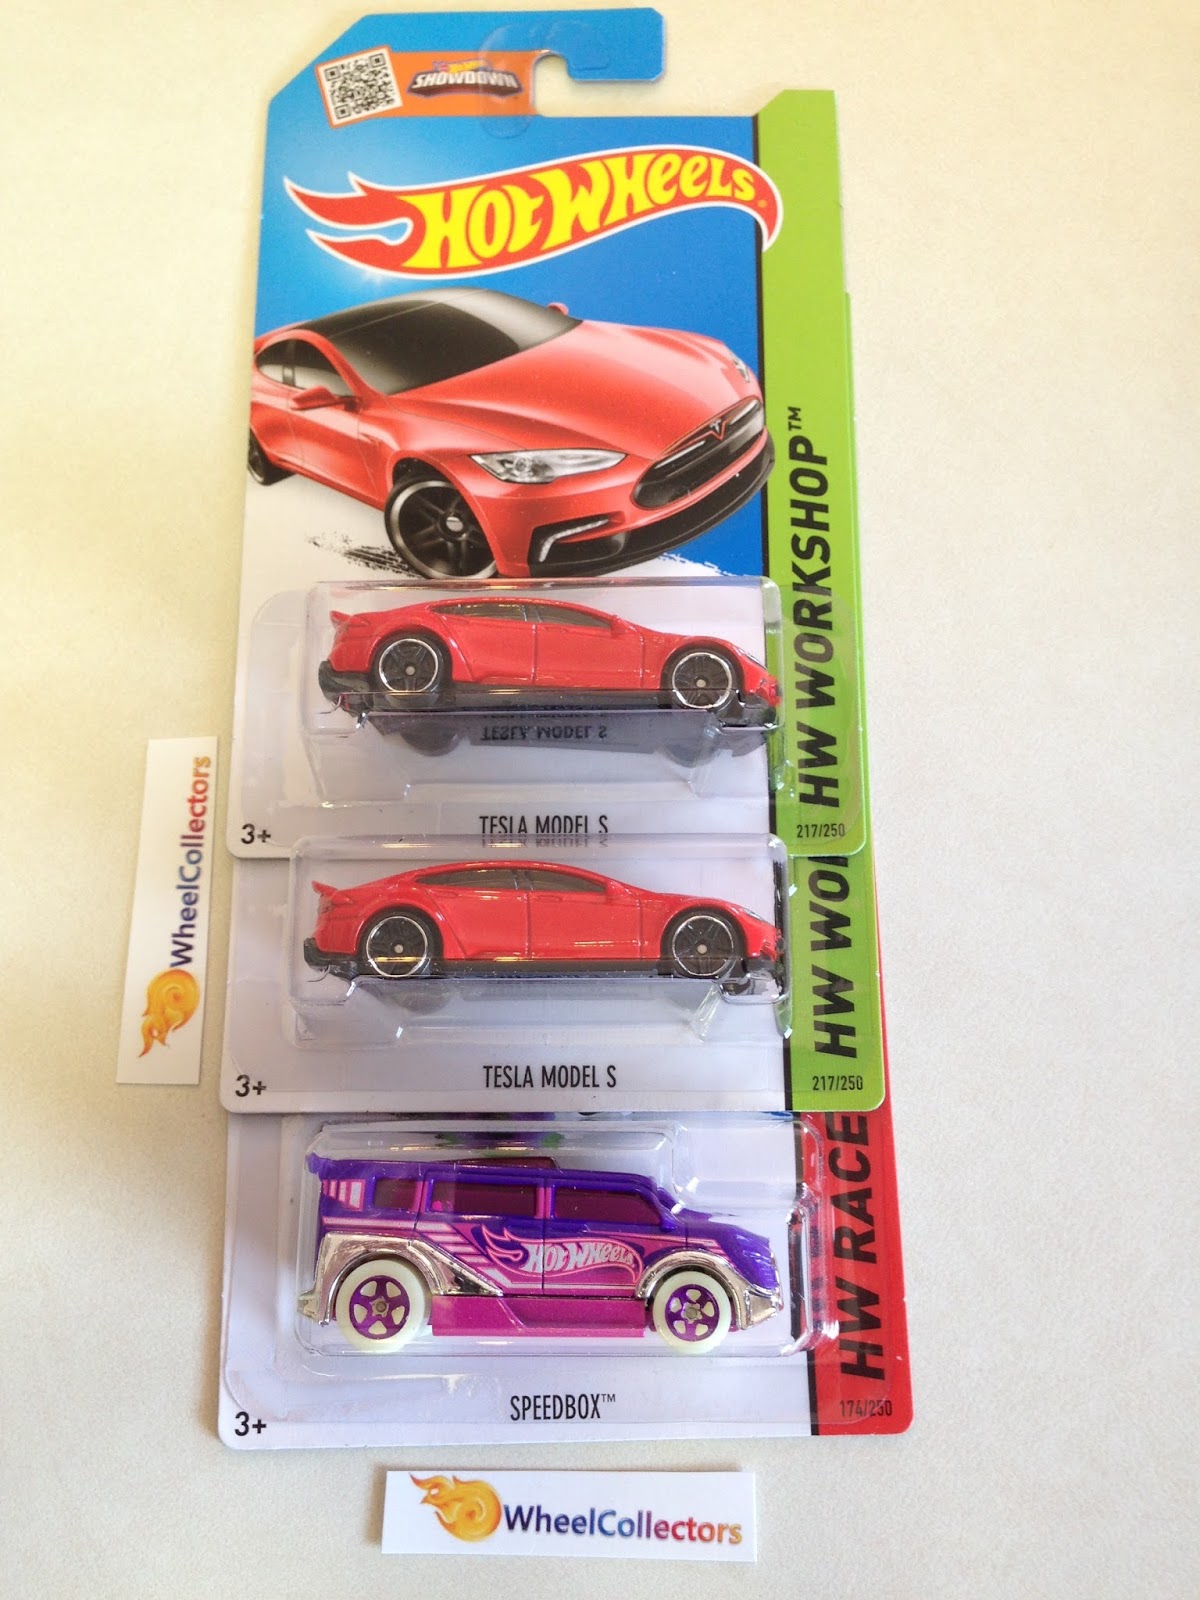 SHOWDOWN
HOT WHEELS®
HW WORKSHOP™
TESLA MODEL S
TESLA MODEL S
3+
217/250
WheelCollectors
HW WO
TESLA MODEL S
3+
217/250
HW RACE
HOT WHEELS
SPEEDBOX™
3+
174/250
WheelCollectors